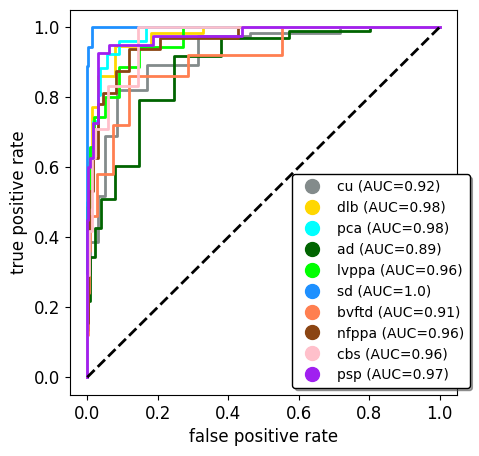 1.0
0.8
0.6
0.4
0.2
0.0
true positive rate
cu (AUC=0.92)
dlb (AUC=0.98)
pca (AUC=0.98)
ad (AUC=0.89)
lvppa (AUC=0.96)
sd (AUC=1.0)
bvftd (AUC=0.91)
nfppa (AUC=0.96)
cbs (AUC=0.96)
psp (AUC=0.97)
0.0 0.2 0.4 0.6 0.8 1.0
false positive rate